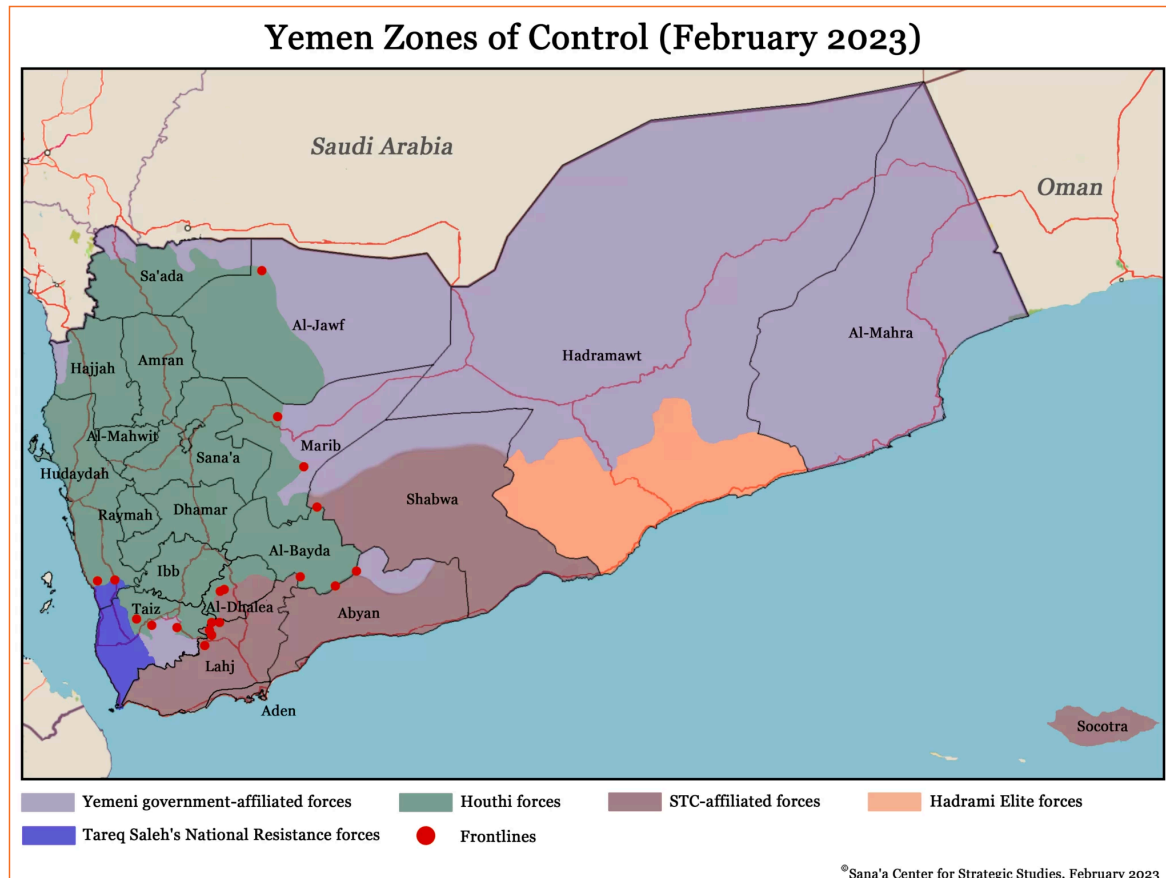 Yemen Zones of Control (February 2023)
Saudi Arabia
Oman
Sa'ada
Al-Jawf
Al-Mahra
Hadramawt
Hajjah
Amran
Al-Mahwit
Marib
Sana'a
Hudaydah
Shabwa
Raymah
Dhamar
Al-Bayda
Ibb
Taiz
Al-Dhalea
Abyan
Lahj
Aden
Socotra
Yemeni government-affiliated forces
Houthi forces
STC-affiliated forces
Hadrami Elite forces
Tareq Saleh's National Resistance forces
Frontlines
©Sana'a Center for Strategic Studies, February 2023